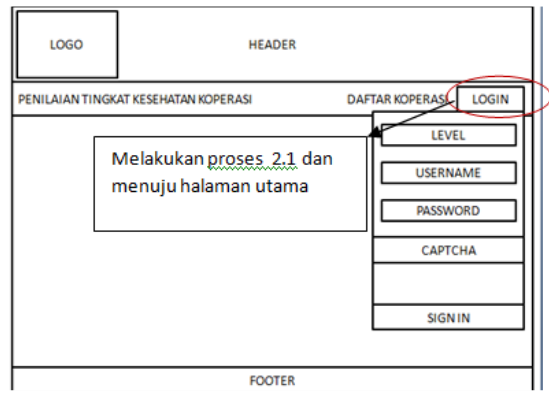 LOGO
HEADER
PENILAIAN TINGKAT KESEHATAN KOPERASI
DAFTAR KOPERASI
LOGIN
Melakukan proses 2.1 dan
menuju halaman utama
LEVEL
USERNAME
PASSWORD
CAPTCHA
SIGN IN
FOOTER